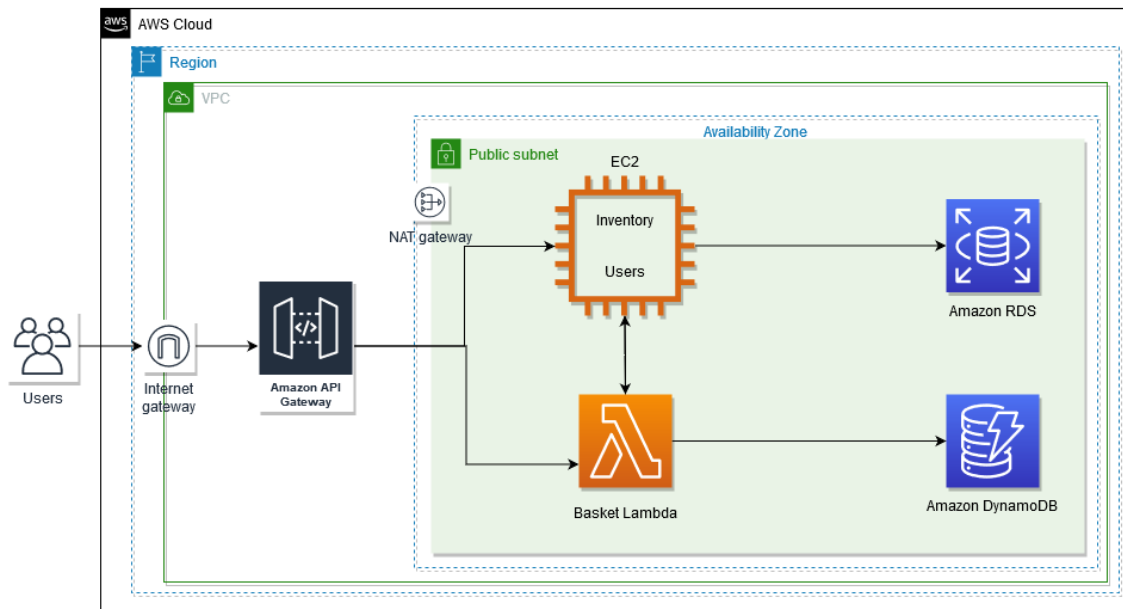 aws
AWS Cloud
Region
VPC
Availability Zone
Public subnet
EC2
Inventory
Users
NAT gateway
Amazon RDS
Users
Internet
gateway
Amazon API
Gateway
Basket Lambda
Amazon DynamoDB